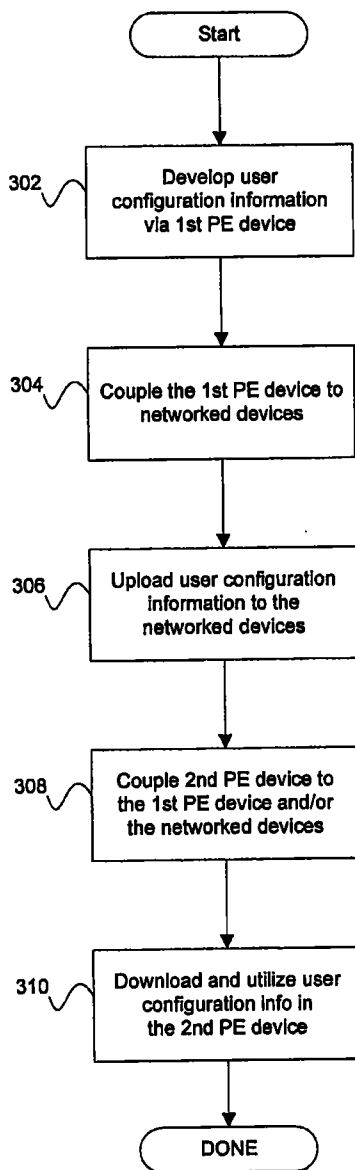 Start
302
Develop user
configuration information
via 1st PE device
304
Couple the 1st PE device to
networked devices
306
Upload user configuration
information to the
networked devices
308
Couple 2nd PE device to
the 1st PE device and/or
the networked devices
310
Download and utilize user
configuration info in
the 2nd PE device
DONE